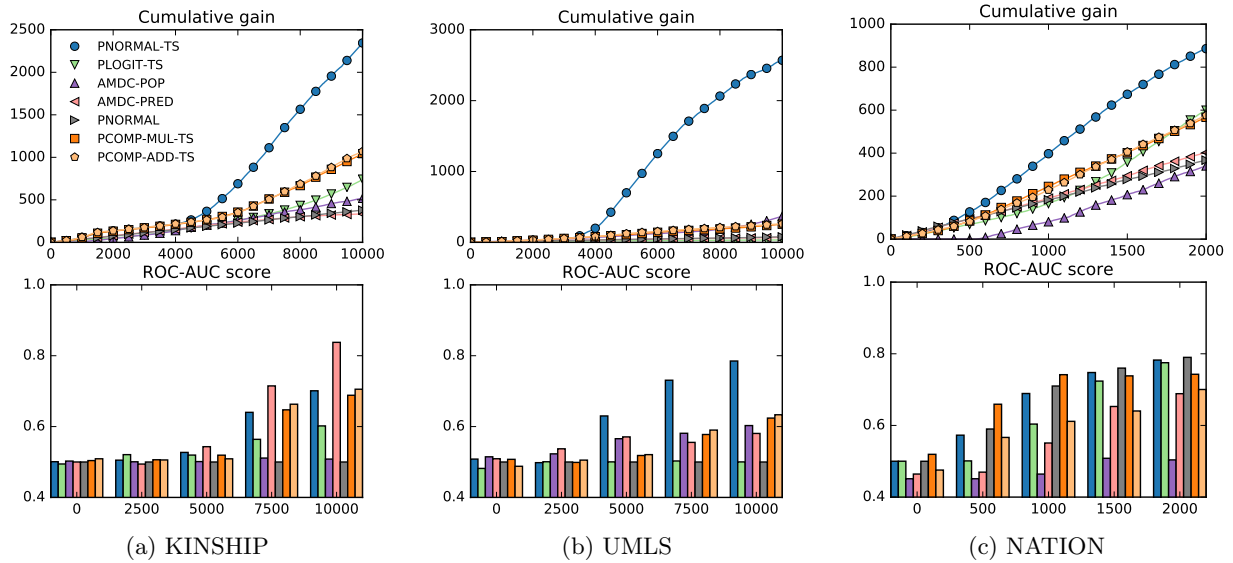 Cumulative gain
2500
2000
1500
1000
500
0
PNORMAL-TS
PLOGIT-TS
AMDC-POP
AMDC-PRED
PNORMAL
PCOMP-MUL-TS
PCOMP-ADD-TS
0 2000 4000 6000 8000 10000
ROC-AUC score
1.0
0.8
0.6
0.4
0 2500 5000 7500 10000
(a) KINSHIP
Cumulative gain
3000
2000
1000
0
0 2000 4000 6000 8000 10000
ROC-AUC score
1.0
0.8
0.6
0.4
0 2500 5000 7500 10000
(b) UMLS
Cumulative gain
1000
800
600
400
200
0
0 500 1000 1500 2000
ROC-AUC score
1.0
0.8
0.6
0.4
0 500 1000 1500 2000
(c) NATION